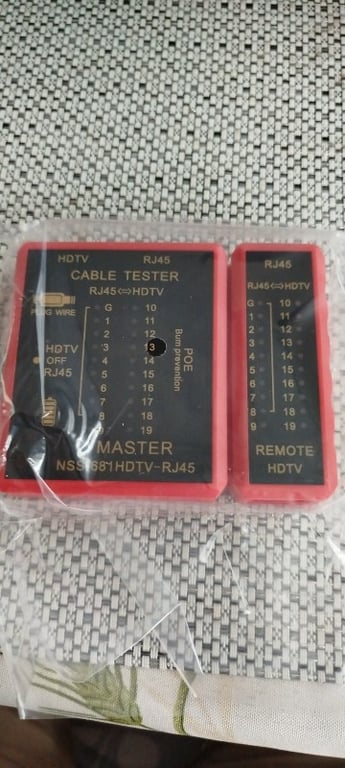 HDTV RJ45
CABLE TESTER
RJ45⇔HDTV
PLUG WIRE
HDTV
OFF
RJ45
G 10
1 11
2 12
3 13
4 14
5 15
6 16
7 17
8 18
9 19
POE
Burn prevention
MASTER
HDTV-RJ45
RJ45
RJ45⇔HDTV
G 10
1 11
2 12
3 13
4 14
5 15
6 16
7 17
8 18
9 19
REMOTE
HDTV